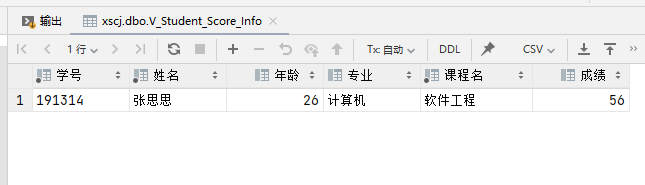 输出 xscj.dbo.V_Student_Score_Info
1 行 Tx: 自动 DDL CSV
学号 姓名 年龄 专业 课程名 成绩
1 191314 张思思 26 计算机 软件工程 56